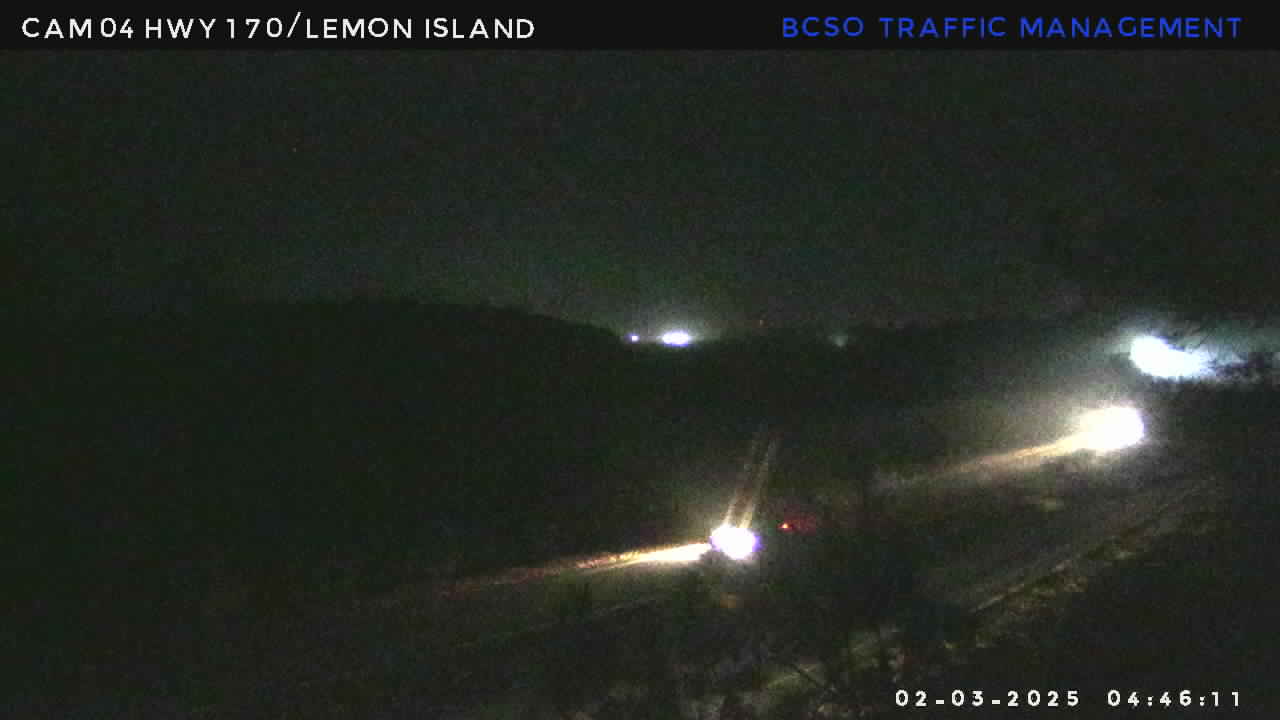 CAM04 HWY 170/LEMON ISLAND
BCSO TRAFFIC MANAGEMENT
02-03-2025 04:46:11